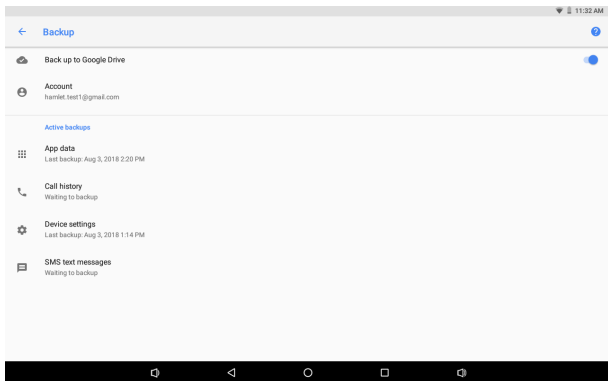 11:32 AM
Backup
?
Back up to Google Drive
Account
hamlet.test1@gmail.com
Active backups
App data
Last backup: Aug 3, 2018 2:20 PM
Call history
Waiting to backup
Device settings
Last backup: Aug 3, 2018 1:14 PM
SMS text messages
Waiting to backup